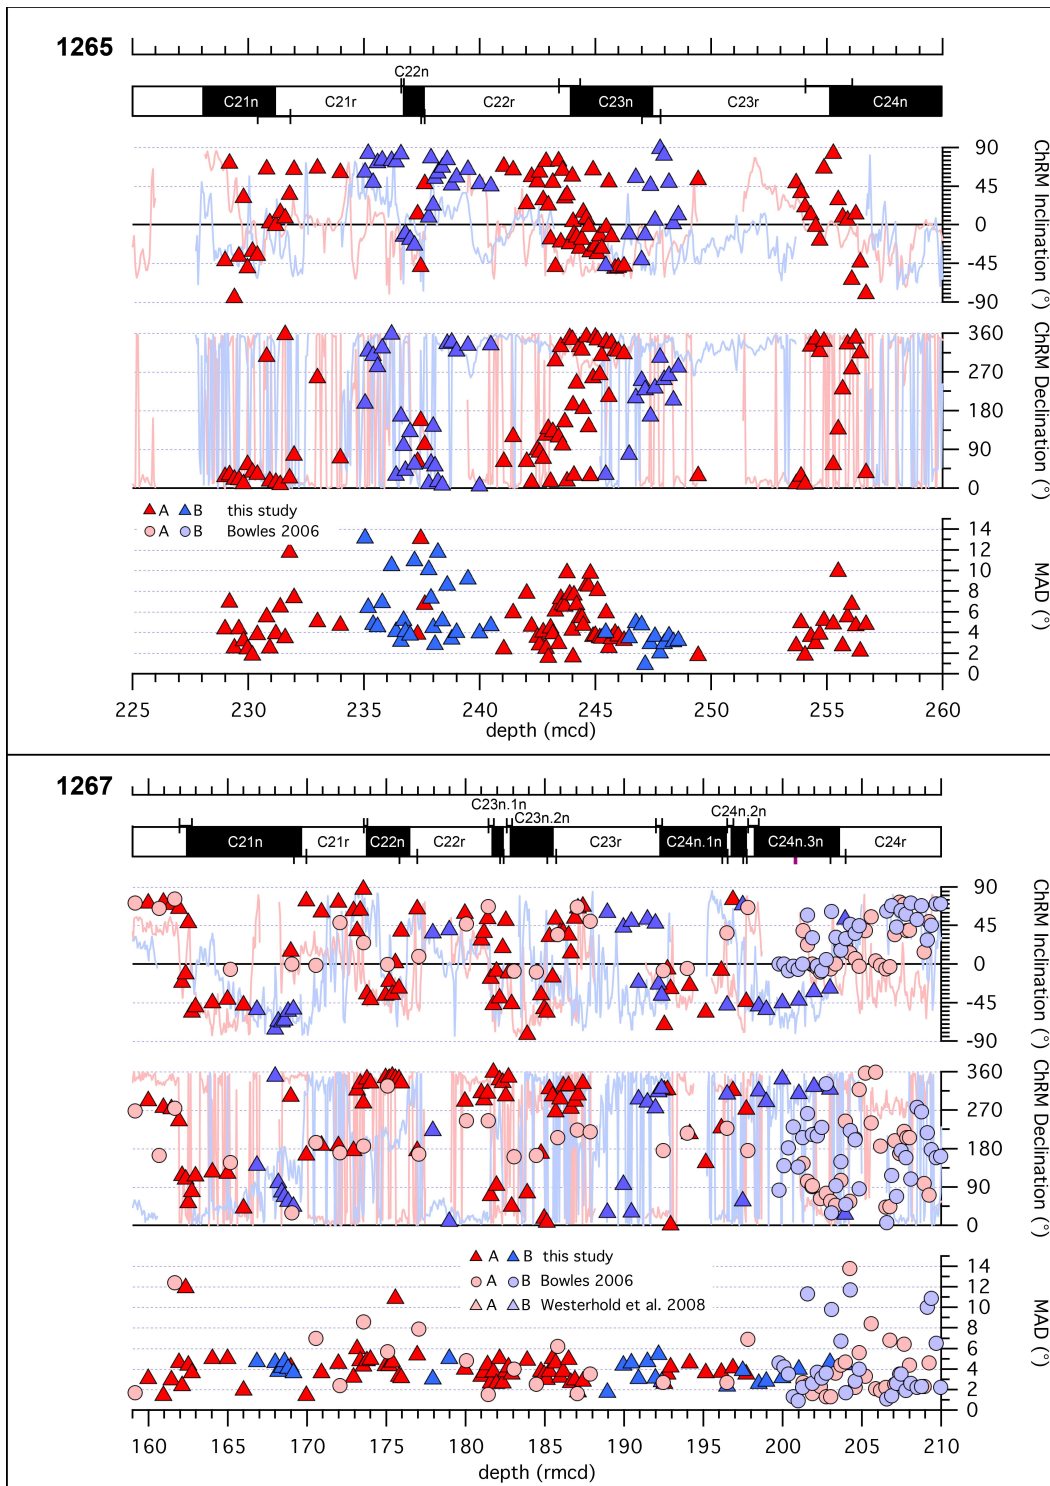 1265
C22n
C21n C21r C22r C23n C23r C24n
90
45
0
-45
-90
ChRM Inclination (°)
360
270
180
90
0
ChRM Declination (°)
A B this study
A B Bowles 2006
14
12
10
8
6
4
2
0
MAD (°)
225 230 235 240 245 250 255 260
depth (mcd)
1267
C23n.1n C24n.2n
C23n.2n
C21n C21r C22n C22r C23r C24n.1n C24n.3n C24r
90
45
0
-45
-90
ChRM Inclination (°)
360
270
180
90
0
ChRM Declination (°)
A B this study
A B Bowles 2006
A B Westerhold et al. 2008
14
12
10
8
6
4
2
0
MAD (°)
160 165 170 175 180 185 190 195 200 205 210
depth (rmcd)